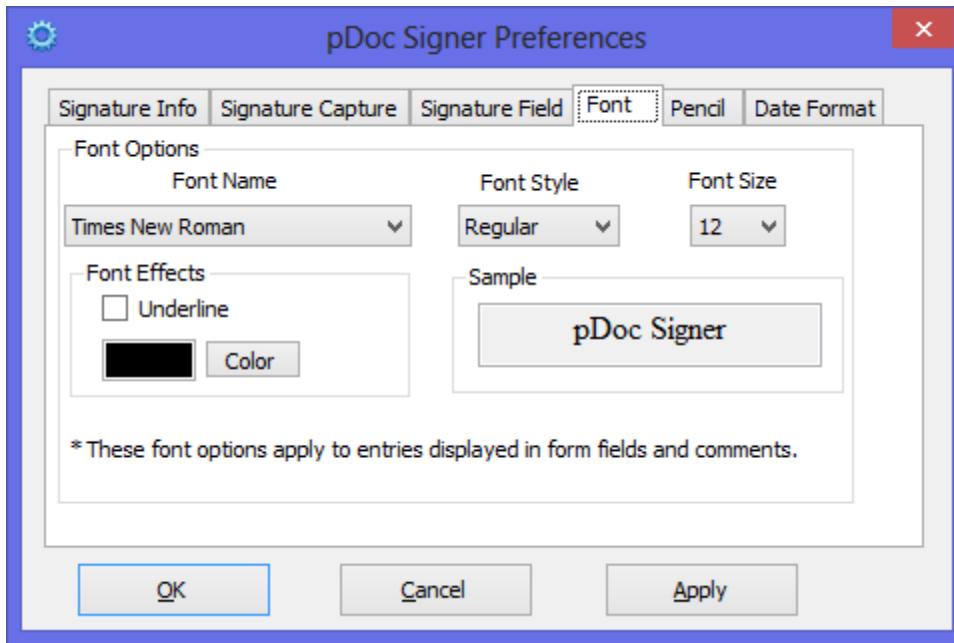 pDoc Signer Preferences
Signature Info Signature Capture Signature Field Font Pencil Date Format
Font Options
Font Name Font Style Font Size
Times New Roman Regular 12
Font Effects Sample
Underline
pDoc Signer
Color
* These font options apply to entries displayed in form fields and comments.
OK Cancel Apply